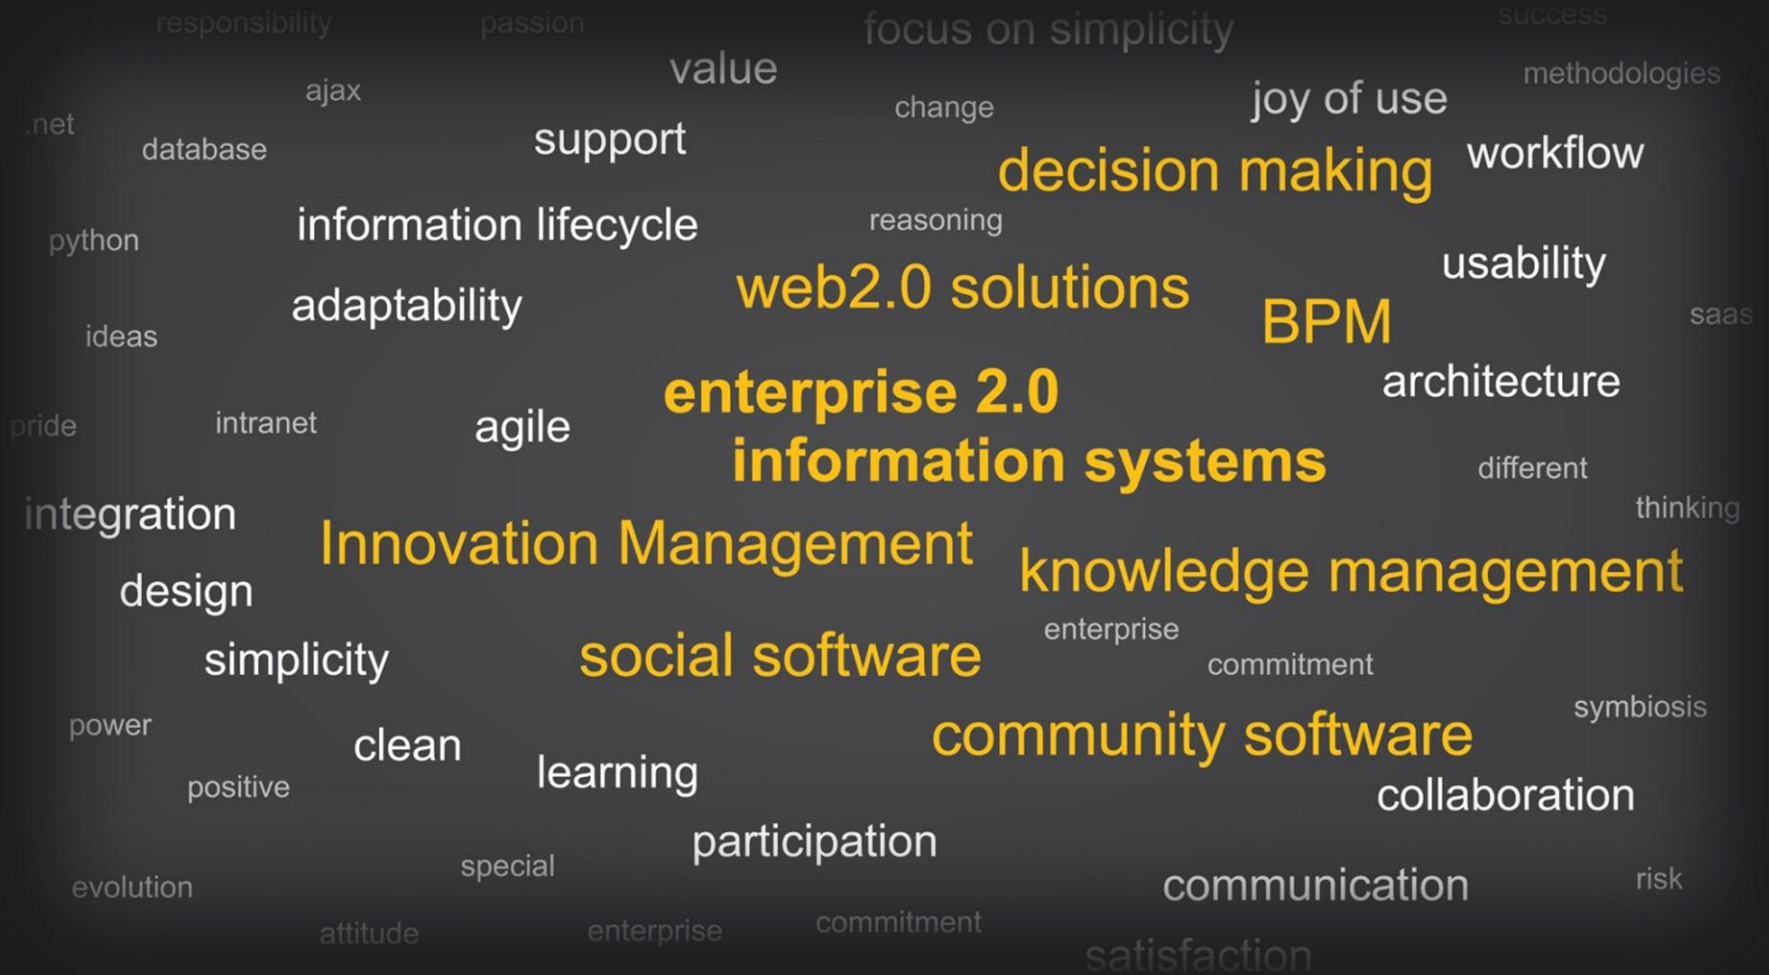 responsibility
passion
focus on simplicity
success
value
methodologies
ajax
change
joy of use
.net
support
database
workflow
decision making
information lifecycle
reasoning
python
usability
web2.0 solutions
adaptability
BPM
saas
ideas
enterprise 2.0
architecture
pride
intranet
agile
information systems
different
integration
thinking
Innovation Management
knowledge management
design
enterprise
simplicity
social software
commitment
symbiosis
power
clean
community software
learning
positive
collaboration
participation
special
evolution
communication
risk
attitude
enterprise
commitment
satisfaction